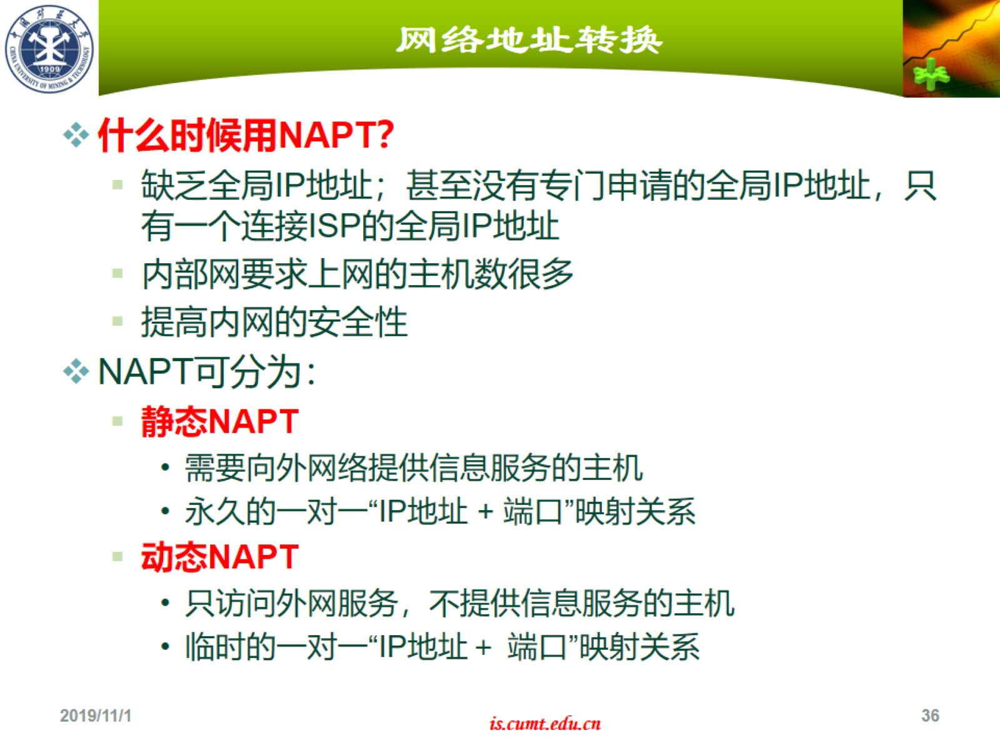 网络地址转换
中国矿业大学
CHINA UNIVERSITY OF MINING & TECHNOLOGY
1909
什么时候用NAPT?
缺乏全局IP地址；甚至没有专门申请的全局IP地址，只
有一个连接ISP的全局IP地址
内部网要求上网的主机数很多
提高内网的安全性
NAPT可分为：
静态NAPT
• 需要向外网络提供信息服务的主机
• 永久的一对一“IP地址 + 端口”映射关系
动态NAPT
• 只访问外网服务，不提供信息服务的主机
• 临时的一对一“IP地址 + 端口”映射关系
2019/11/1
is.cumt.edu.cn
36